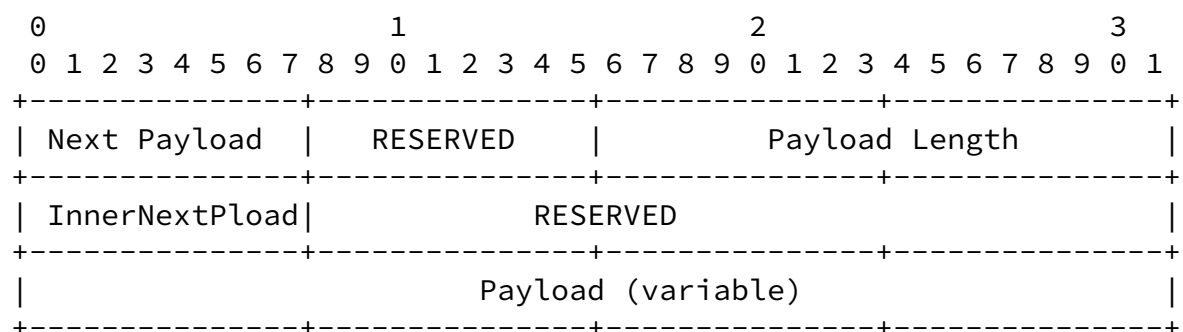 0                   1                   2                   3
 0 1 2 3 4 5 6 7 8 9 0 1 2 3 4 5 6 7 8 9 0 1 2 3 4 5 6 7 8 9 0 1
+---------------+---------------+---------------+---------------+
| Next Payload  |   RESERVED    |         Payload Length        |
+---------------+---------------+---------------+---------------+
| InnerNextPload|            RESERVED                           |
+---------------+---------------+---------------+---------------+
|                         Payload (variable)                    |
+---------------+---------------+---------------+---------------+